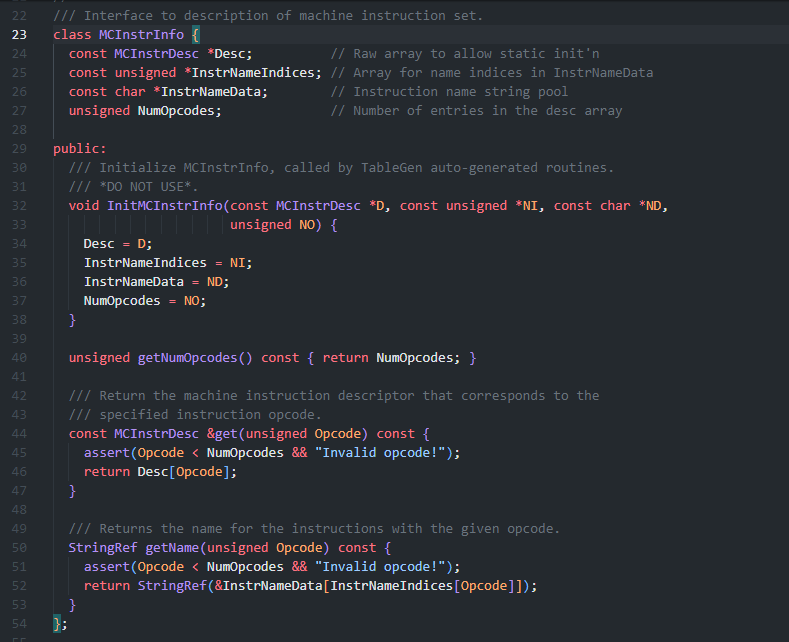 22 /// Interface to description of machine instruction set.
23 class MCInstrInfo {
24   const MCInstrDesc *Desc;          // Raw array to allow static init'n
25   const unsigned *InstrNameIndices; // Array for name indices in InstrNameData
26   const char *InstrNameData;        // Instruction name string pool
27   unsigned NumOpcodes;              // Number of entries in the desc array
28
29 public:
30   /// Initialize MCInstrInfo, called by TableGen auto-generated routines.
31   /// *DO NOT USE*.
32   void InitMCInstrInfo(const MCInstrDesc *D, const unsigned *NI, const char *ND,
33                        unsigned NO) {
34     Desc = D;
35     InstrNameIndices = NI;
36     InstrNameData = ND;
37     NumOpcodes = NO;
38   }
39
40   unsigned getNumOpcodes() const { return NumOpcodes; }
41
42   /// Return the machine instruction descriptor that corresponds to the
43   /// specified instruction opcode.
44   const MCInstrDesc &get(unsigned Opcode) const {
45     assert(Opcode < NumOpcodes && "Invalid opcode!");
46     return Desc[Opcode];
47   }
48
49   /// Returns the name for the instructions with the given opcode.
50   StringRef getName(unsigned Opcode) const {
51     assert(Opcode < NumOpcodes && "Invalid opcode!");
52     return StringRef(&InstrNameData[InstrNameIndices[Opcode]]);
53   }
54 };